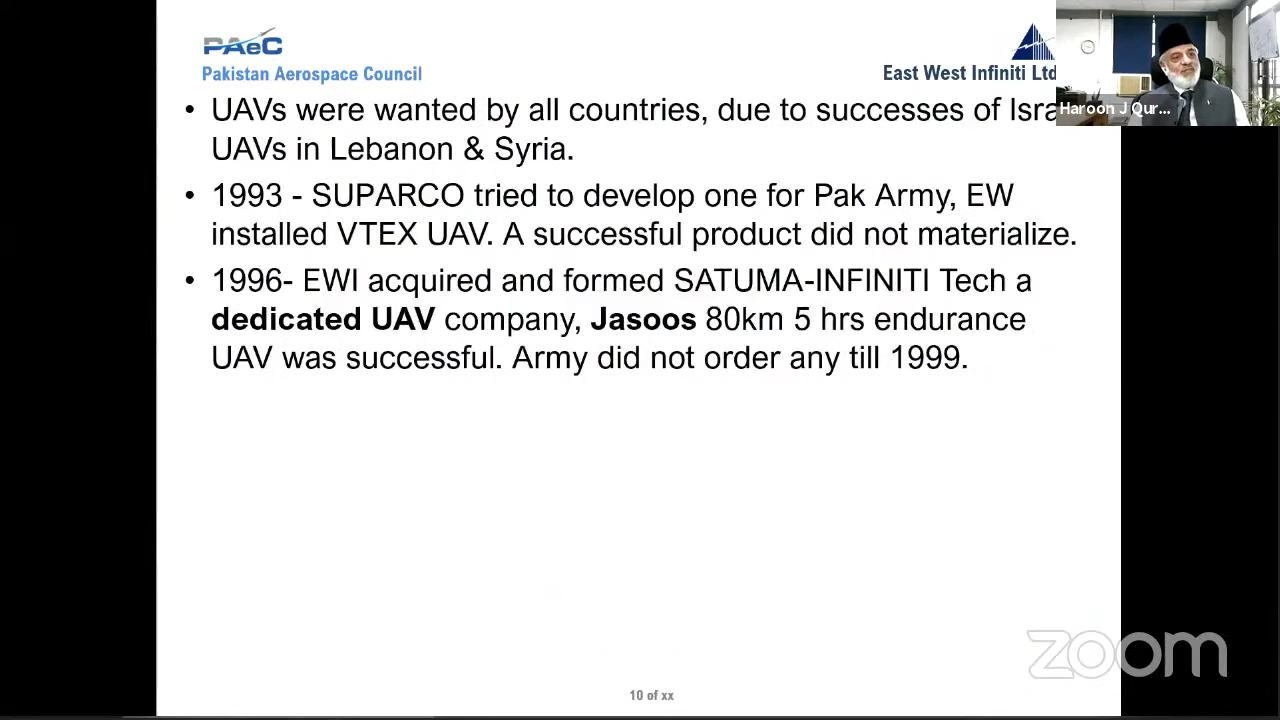 PAeC
Pakistan Aerospace Council
East West Infiniti Ltd
Haroon J Qur...
• UAVs were wanted by all countries, due to successes of
UAVs in Lebanon & Syria.
• 1993 - SUPARCO tried to develop one for Pak Army, EW
installed VTEX UAV. A successful product did not materialize.
• 1996- EWI acquired and formed SATUMA-INFINITI Tech a
dedicated UAV company, Jasoos 80km 5 hrs endurance
UAV was successful. Army did not order any till 1999.
zoom
10 of xx